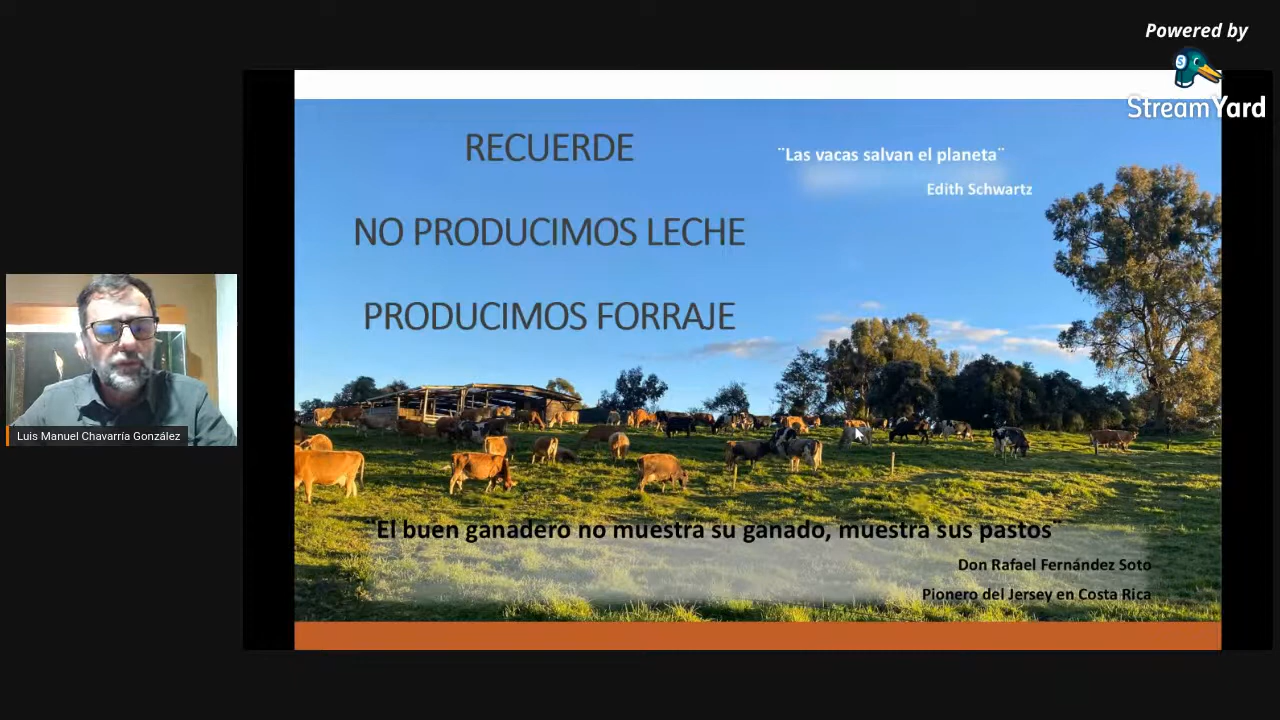 Powered by
StreamYard
RECUERDE
NO PRODUCIMOS LECHE
PRODUCIMOS FORRAJE
¨Las vacas salvan el planeta¨
Edith Schwartz
Luis Manuel Chavarría González
¨El buen ganadero no muestra su ganado, muestra sus pastos¨
Don Rafael Fernández Soto
Pionero del Jersey en Costa Rica